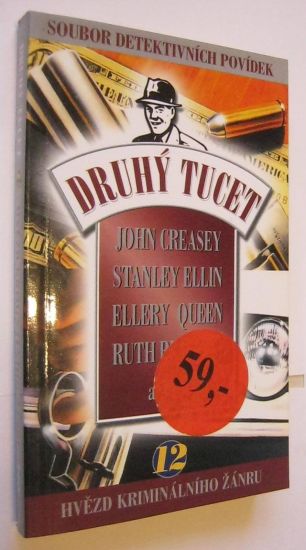 SOUBOR DETEKTIVNÍCH POVÍDEK
DRUHÝ TUCET
JOHN CREASEY
STANLEY ELLIN
ELLERY QUEEN
RUTH
59,-
12
HVĚZD KRIMINÁLNÍHO ŽÁNRU